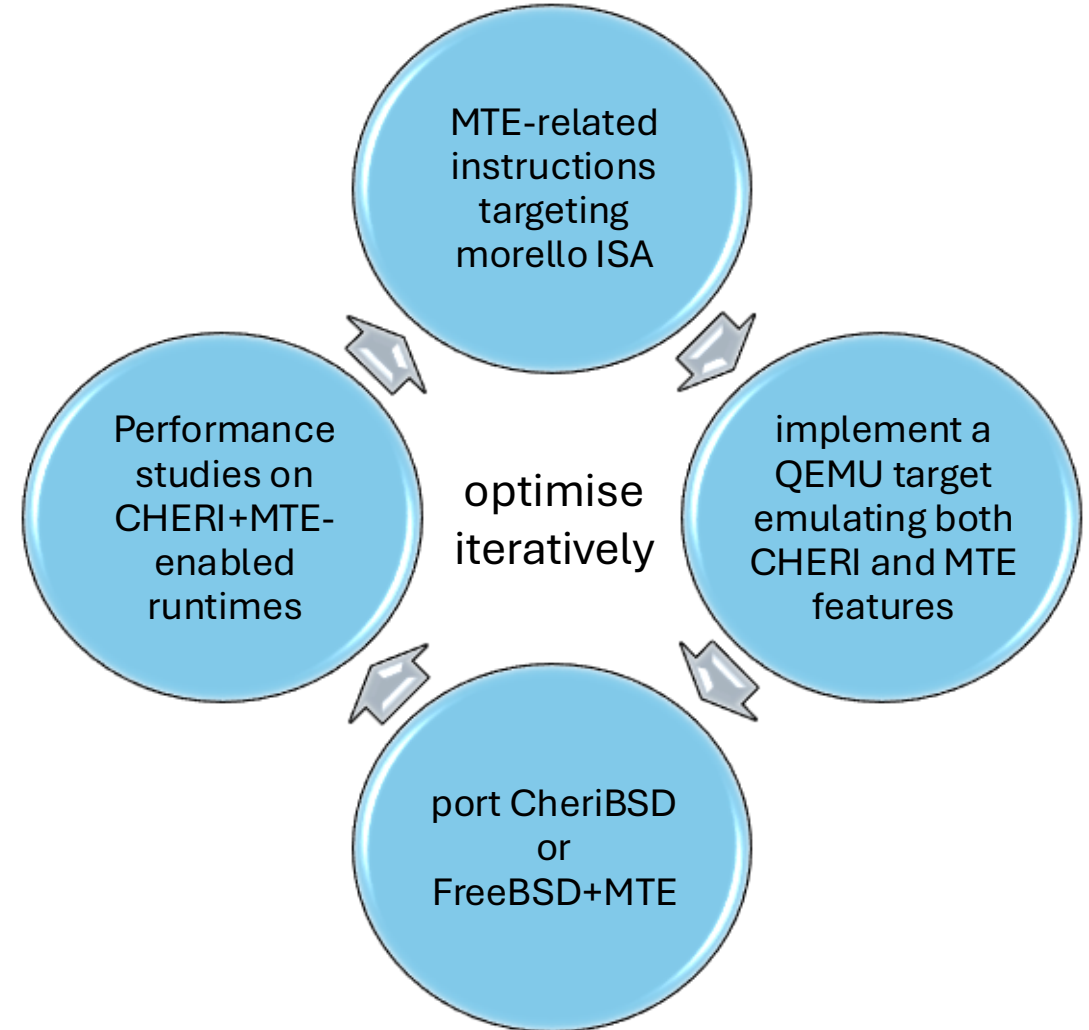 MTE-related
instructions
targeting
morello ISA
Performance
studies on
CHERI+MTE-
enabled
runtimes
optimise
iteratively
implement a
QEMU target
emulating both
CHERI and MTE
features
port CheriBSD
or
FreeBSD+MTE